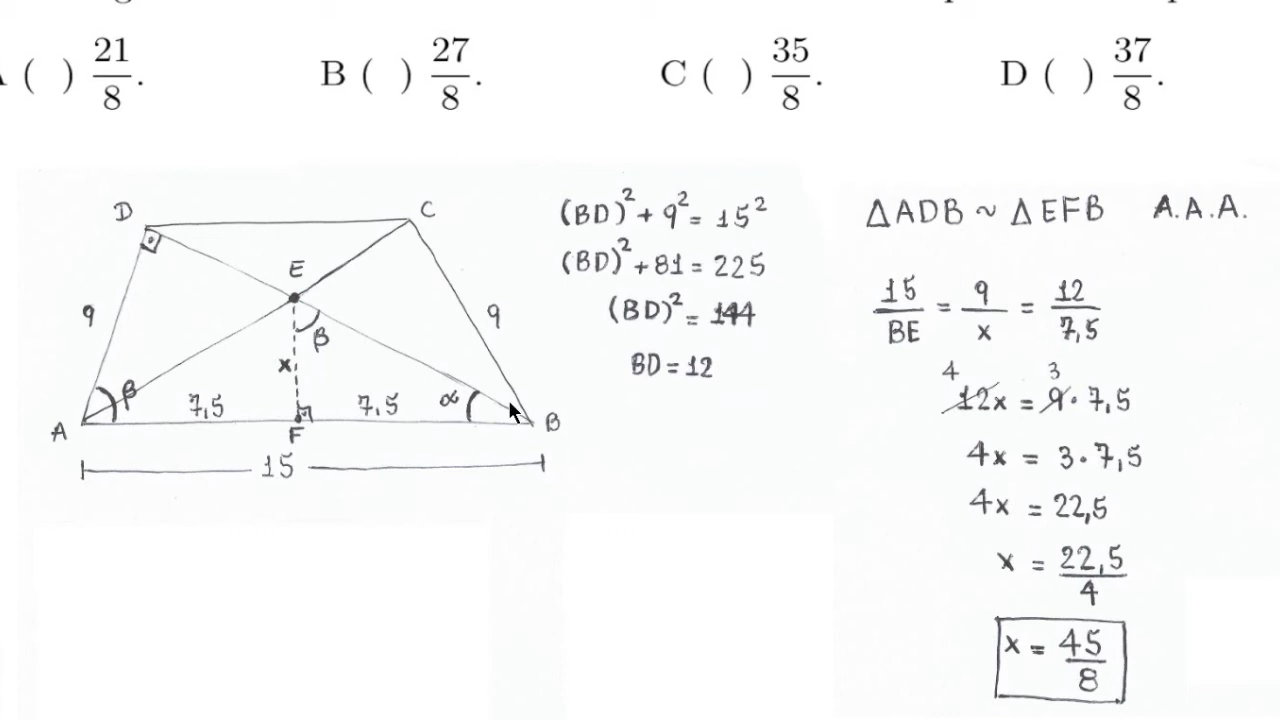 ( ) 21/8. B ( ) 27/8. C ( ) 35/8. D ( ) 37/8.
D
C
E
9
9
β
x
β
7,5
7,5
α
A
F
B
15
(BD)² + 9² = 15²
(BD)² + 81 = 225
(BD)² = 144
BD = 12
ΔADB ~ ΔEFB A.A.A.
15/BE = 9/x = 12/7,5
4 3
12x = 9 · 7,5
4x = 3 · 7,5
4x = 22,5
x = 22,5/4
x = 45/8